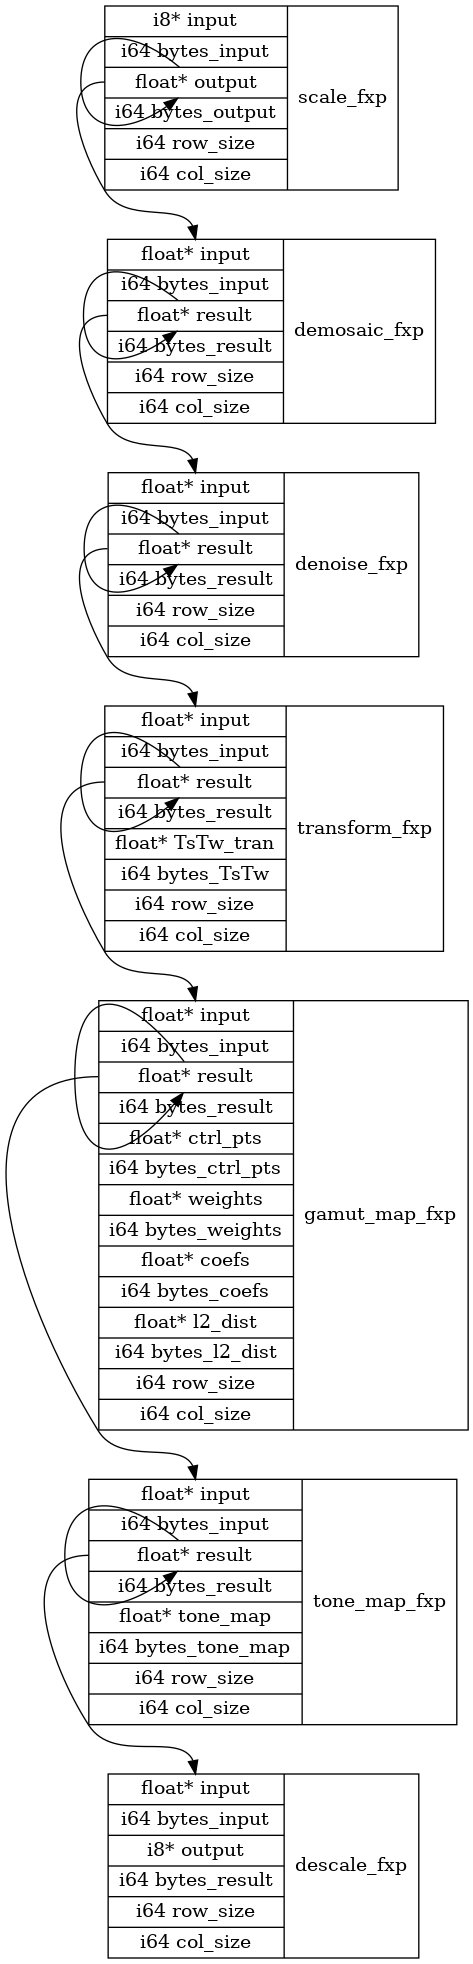 i8* input
i64 bytes_input
float* output
i64 bytes_output
i64 row_size
i64 col_size
scale_fxp
float* input
i64 bytes_input
float* result
i64 bytes_result
i64 row_size
i64 col_size
demosaic_fxp
float* input
i64 bytes_input
float* result
i64 bytes_result
i64 row_size
i64 col_size
denoise_fxp
float* input
i64 bytes_input
float* result
i64 bytes_result
float* TsTw_tran
i64 bytes_TsTw
i64 row_size
i64 col_size
transform_fxp
float* input
i64 bytes_input
float* result
i64 bytes_result
float* ctrl_pts
i64 bytes_ctrl_pts
float* weights
i64 bytes_weights
float* coefs
i64 bytes_coefs
float* l2_dist
i64 bytes_l2_dist
i64 row_size
i64 col_size
gamut_map_fxp
float* input
i64 bytes_input
float* result
i64 bytes_result
float* tone_map
i64 bytes_tone_map
i64 row_size
i64 col_size
tone_map_fxp
float* input
i64 bytes_input
i8* output
i64 bytes_result
i64 row_size
i64 col_size
descale_fxp